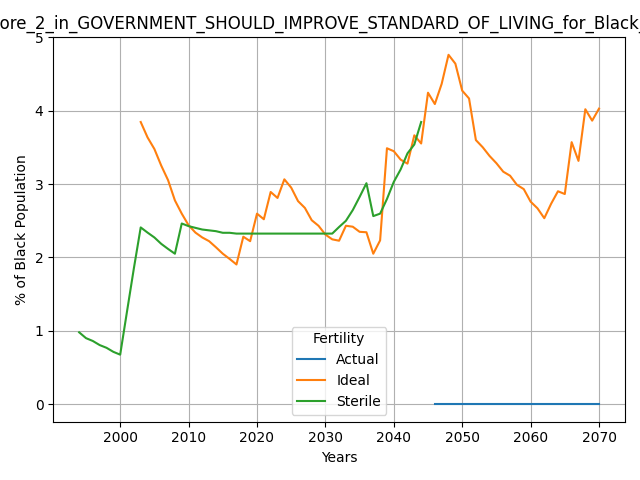 ore_2_in_GOVERNMENT_SHOULD_IMPROVE_STANDARD_OF_LIVING_for_Black_
5
4
3
2
1
0
% of Black Population
Fertility
Actual
Ideal
Sterile
2000 2010 2020 2030 2040 2050 2060 2070
Years